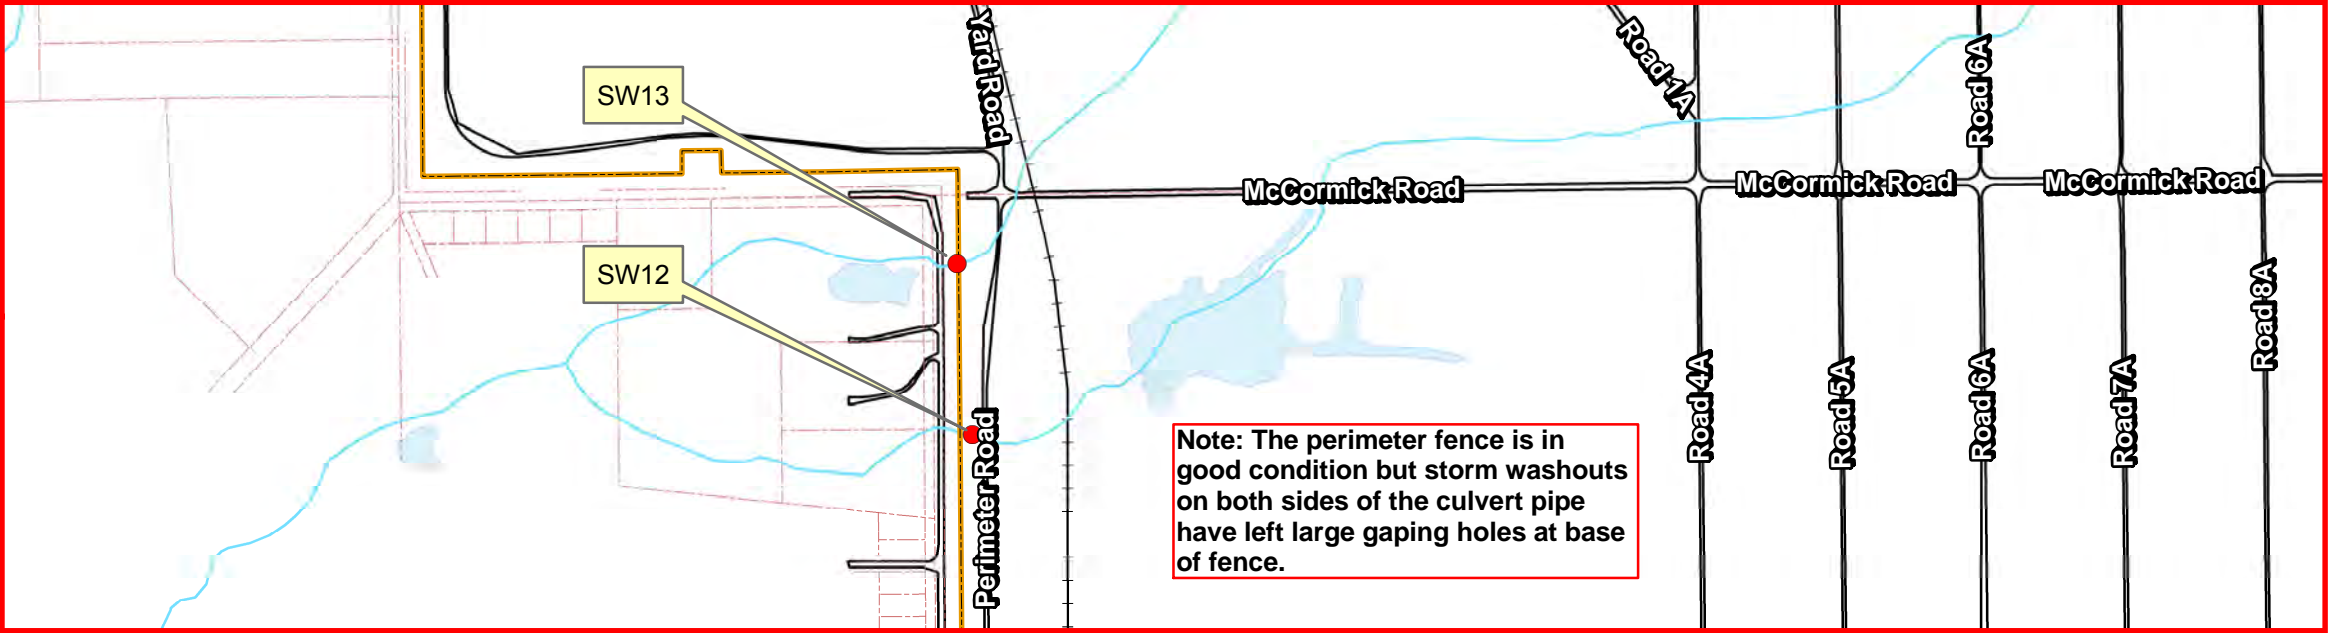 Yard Road
Road 1A
Road 6A
SW13
McCormick Road
McCormick Road
McCormick Road
SW12
Road 8A
Road 4A
Road 5A
Road 6A
Road 7A
Perimeter Road
Note: The perimeter fence is in
good condition but storm washouts
on both sides of the culvert pipe
have left large gaping holes at base
of fence.